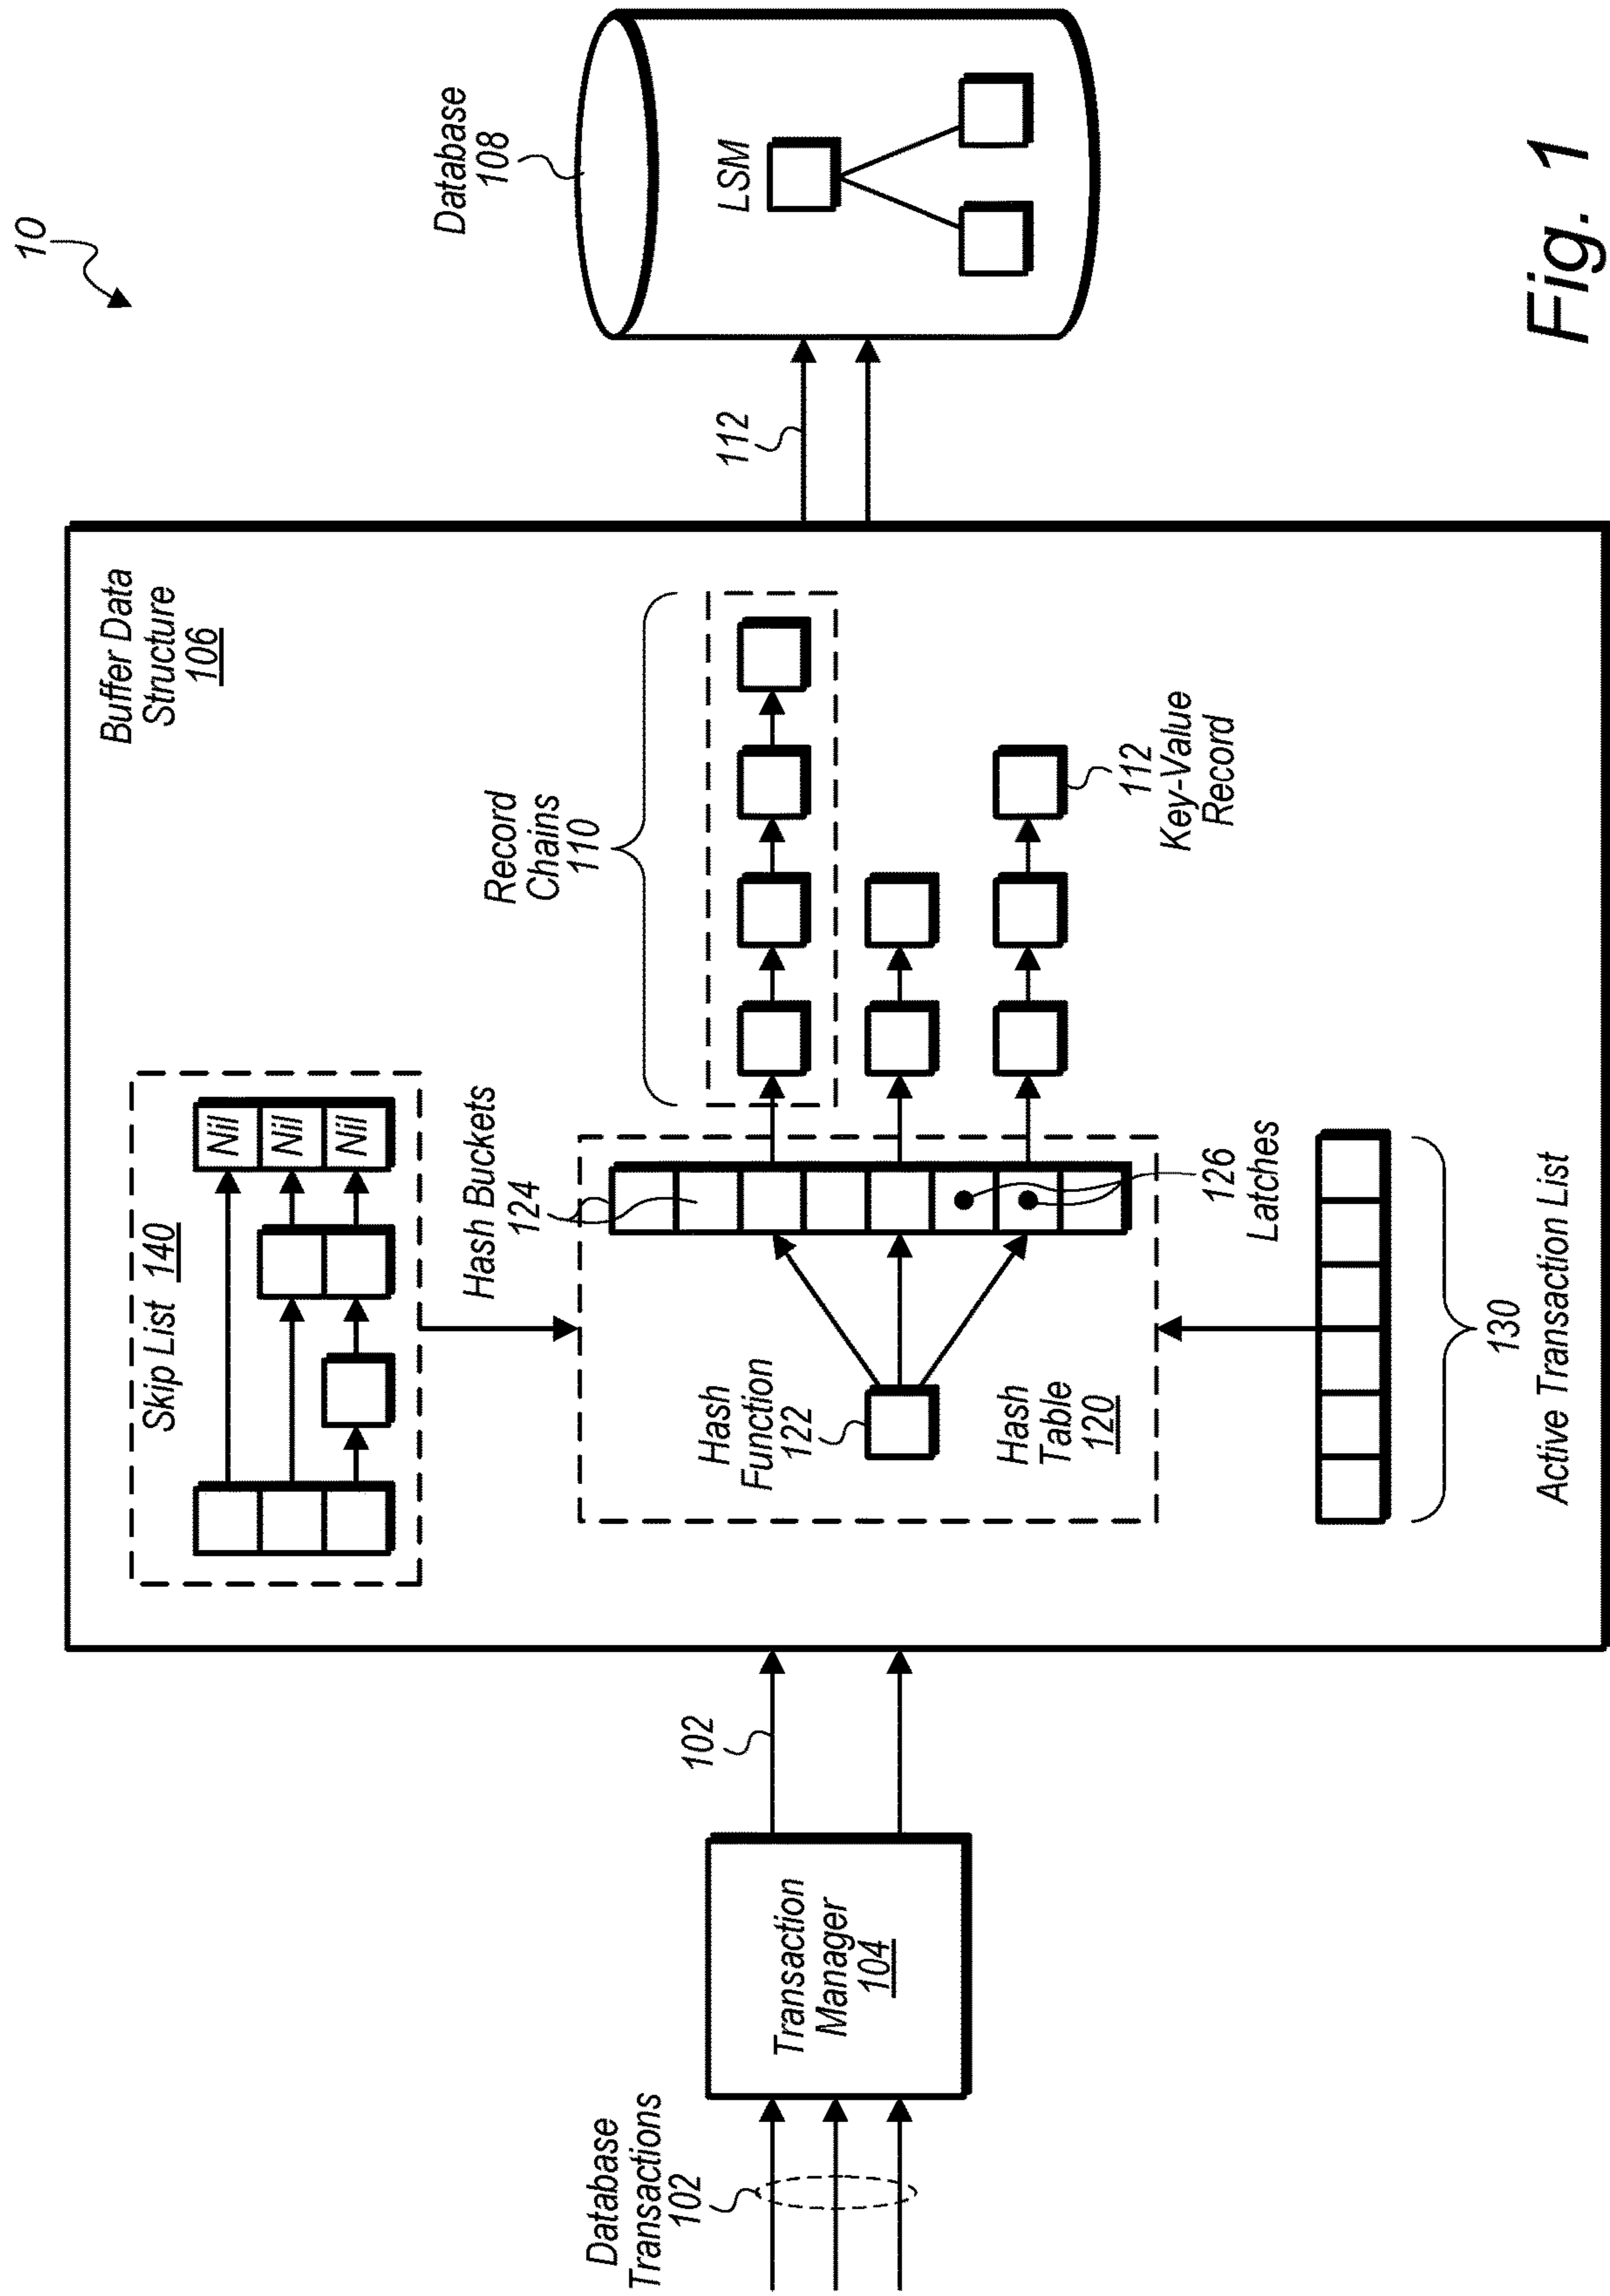 10
Database
Transactions
102
Transaction
Manager
104
102
Buffer Data
Structure
106
Skip List 140
Nil
Nil
Nil
Hash Buckets
124
Hash
Function
122
Hash
Table
120
126
Latches
Record
Chains
110
112
Key-Value
Record
130
Active Transaction List
112
Database
108
LSM
Fig. 1